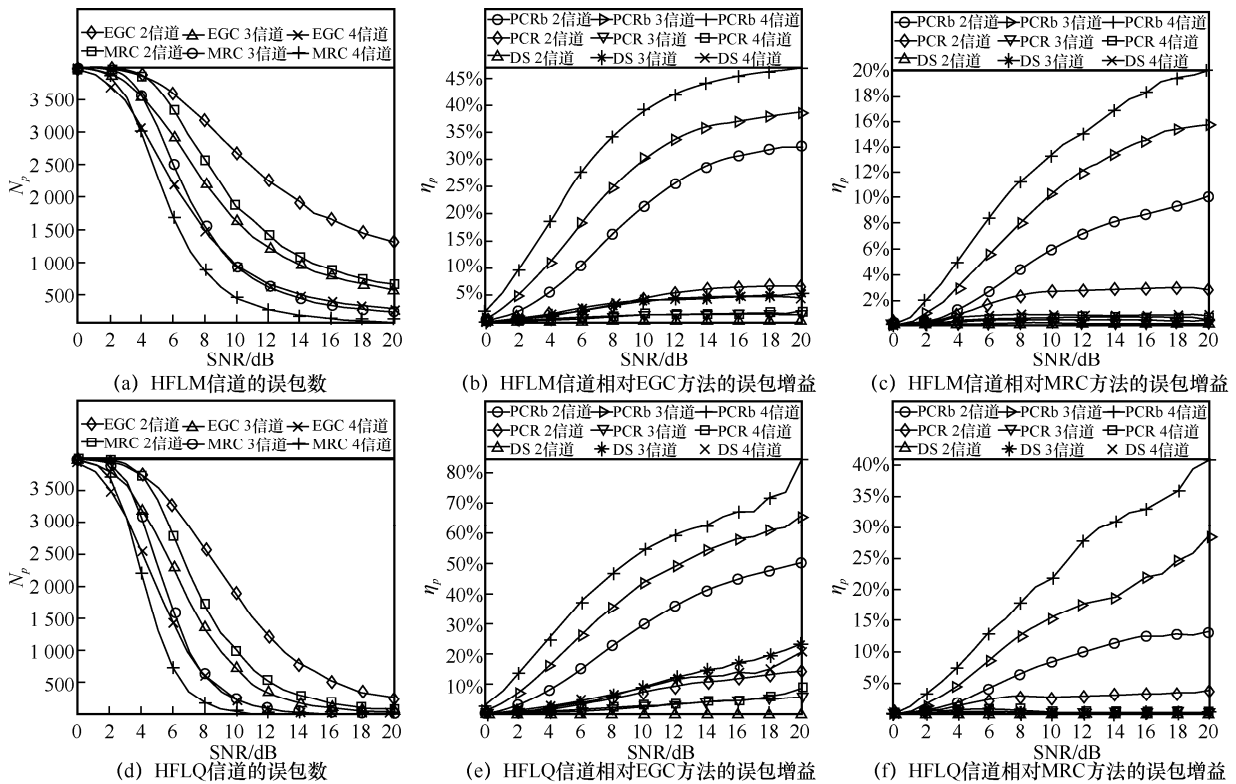 EGC 2信道 EGC 3信道 EGC 4信道
MRC 2信道 MRC 3信道 MRC 4信道
3 500
3 000
2 500
2 000
1 500
1 000
500
N_p
0 2 4 6 8 10 12 14 16 18 20
SNR/dB
(a) HFLM信道的误包数
PCRb 2信道 PCRb 3信道 PCRb 4信道
PCR 2信道 PCR 3信道 PCR 4信道
DS 2信道 DS 3信道 DS 4信道
45%
40%
35%
30%
25%
20%
15%
10%
5%
η_p
0 2 4 6 8 10 12 14 16 18 20
SNR/dB
(b) HFLM信道相对EGC方法的误包增益
PCRb 2信道 PCRb 3信道 PCRb 4信道
PCR 2信道 PCR 3信道 PCR 4信道
DS 2信道 DS 3信道 DS 4信道
20%
18%
16%
14%
12%
10%
8%
6%
4%
2%
η_p
0 2 4 6 8 10 12 14 16 18 20
SNR/dB
(c) HFLM信道相对MRC方法的误包增益
EGC 2信道 EGC 3信道 EGC 4信道
MRC 2信道 MRC 3信道 MRC 4信道
3 500
3 000
2 500
2 000
1 500
1 000
500
N_p
0 2 4 6 8 10 12 14 16 18 20
SNR/dB
(d) HFLQ信道的误包数
PCRb 2信道 PCRb 3信道 PCRb 4信道
PCR 2信道 PCR 3信道 PCR 4信道
DS 2信道 DS 3信道 DS 4信道
80%
70%
60%
50%
40%
30%
20%
10%
η_p
0 2 4 6 8 10 12 14 16 18 20
SNR/dB
(e) HFLQ信道相对EGC方法的误包增益
PCRb 2信道 PCRb 3信道 PCRb 4信道
PCR 2信道 PCR 3信道 PCR 4信道
DS 2信道 DS 3信道 DS 4信道
40%
35%
30%
25%
20%
15%
10%
5%
η_p
0 2 4 6 8 10 12 14 16 18 20
SNR/dB
(f) HFLQ信道相对MRC方法的误包增益